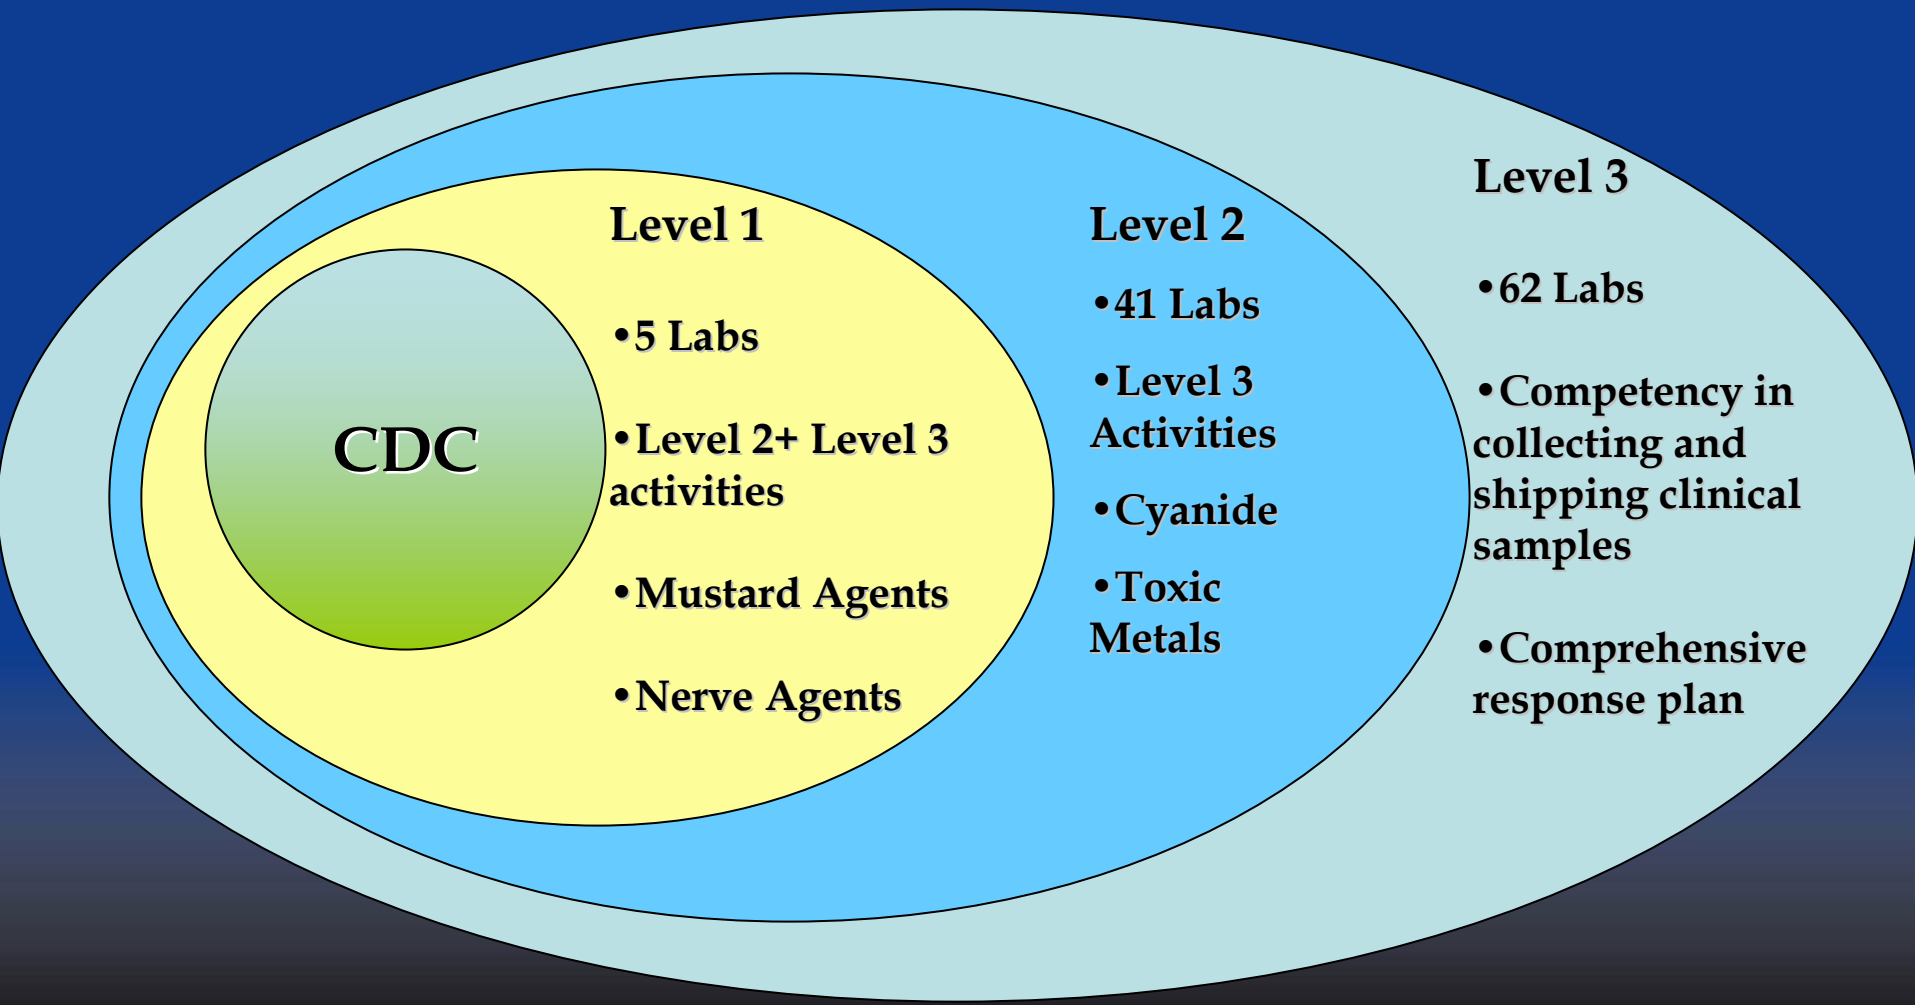 CDC
Level 1
•5 Labs
•Level 2+ Level 3
activities
•Mustard Agents
•Nerve Agents
Level 2
•41 Labs
•Level 3
Activities
•Cyanide
•Toxic
Metals
Level 3
•62 Labs
•Competency in
collecting and
shipping clinical
samples
•Comprehensive
response plan